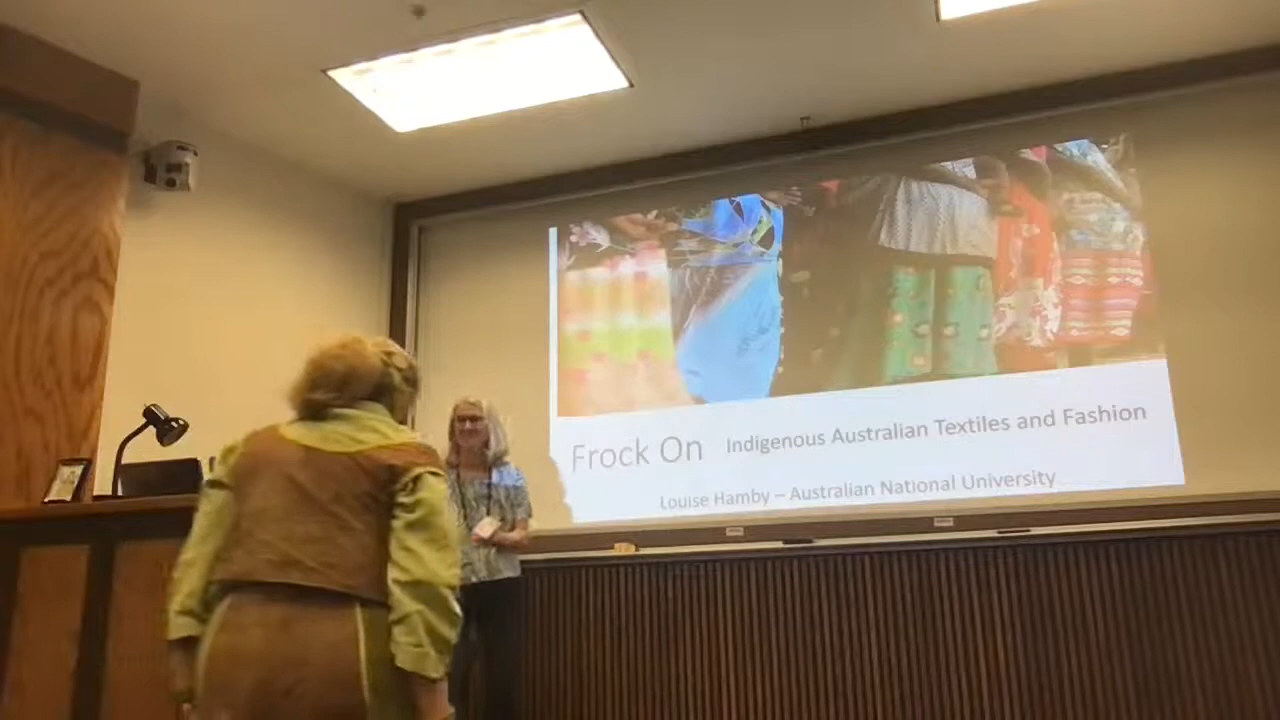 Frock On Indigenous Australian Textiles and Fashion
Louise Hamby – Australian National University